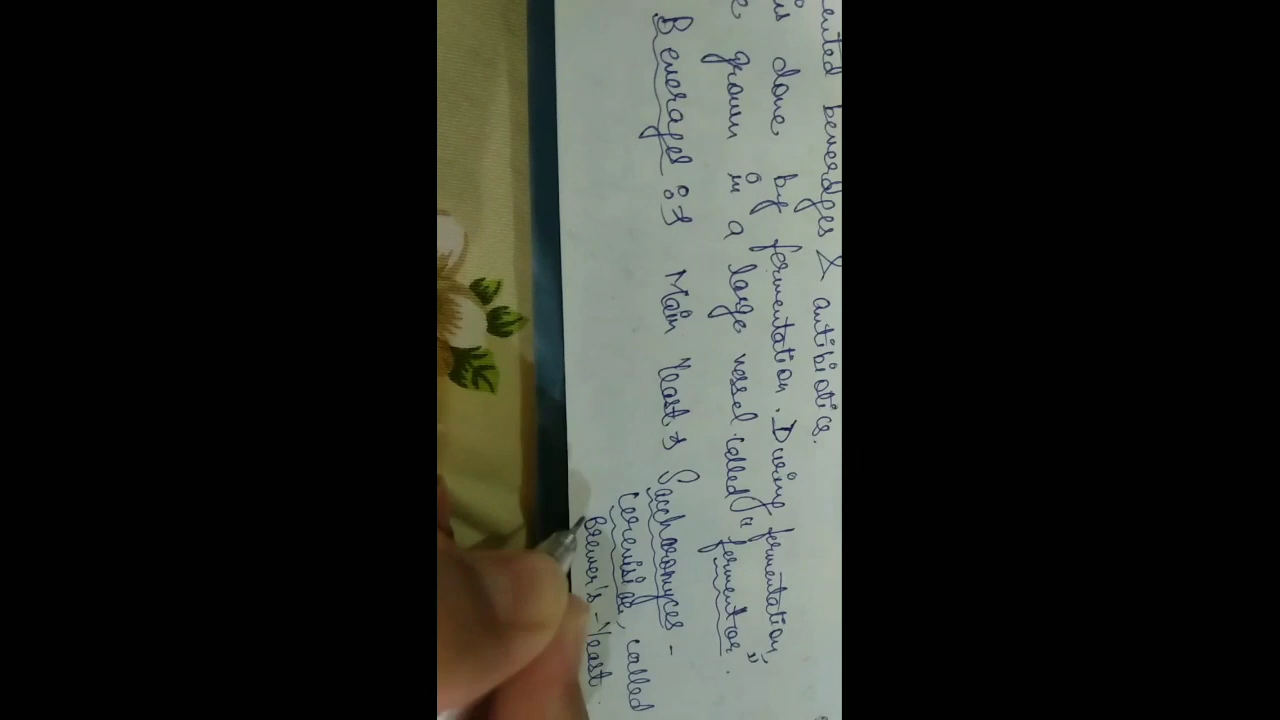 ented beverages & antibiotics.
is done by fermentation. During fermentation,
e grown in a large vessel called a "fermentor".
Beverages :→ Main Yeast → Saccharomyces -
cerevisiae, called
Brewer's - Yeast.